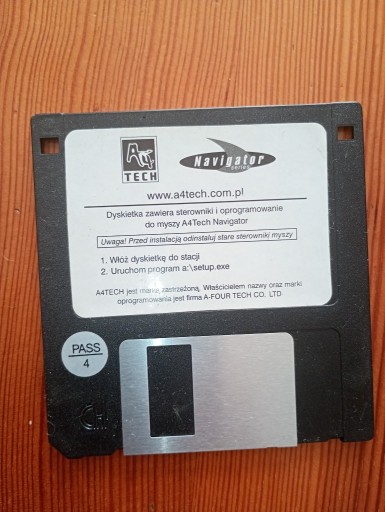 A4
TECH
Navigator
series
www.a4tech.com.pl
Dyskietka zawiera sterowniki i oprogramowanie
do myszy A4Tech Navigator
Uwaga! Przed instalacją odinstaluj stare sterowniki myszy
1. Włóż dyskietkę do stacji
2. Uruchom program a:\setup.exe
A4TECH jest marką zastrzeżoną. Właścicielem nazwy oraz marki
oprogramowania jest firma A-FOUR TECH CO. LTD
PASS
4